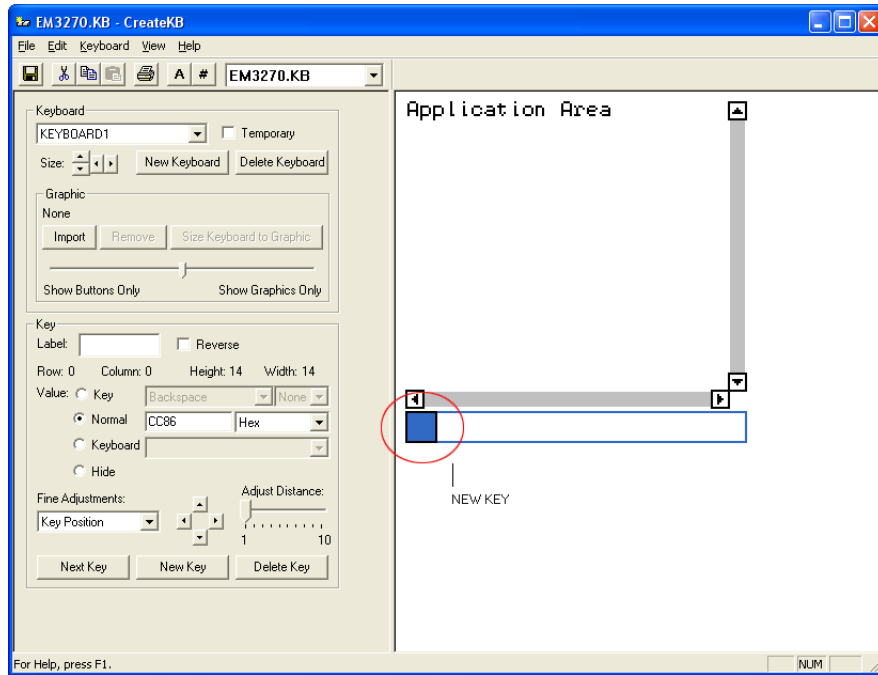 EM3270.KB - CreateKB
File Edit Keyboard View Help
A # EM3270.KB
Keyboard
KEYBOARD1 Temporary
Size: New Keyboard Delete Keyboard
Graphic
None
Import Remove Size Keyboard to Graphic
Show Buttons Only Show Graphics Only
Key
Label: Reverse
Row: 0 Column: 0 Height: 14 Width: 14
Value: Key Backspace None
Normal CC86 Hex
Keyboard
Hide
Fine Adjustments: Adjust Distance:
Key Position
1 10
Next Key New Key Delete Key
Application Area
NEW KEY
For Help, press F1. NUM